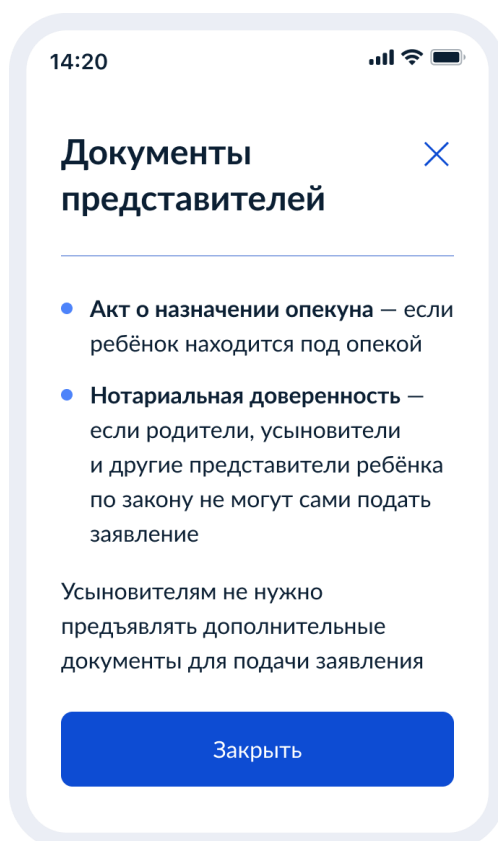 14:20
Документы
представителей
Акт о назначении опекуна — если
ребёнок находится под опекой
Нотариальная доверенность —
если родители, усыновители
и другие представители ребёнка
по закону не могут сами подать
заявление
Усыновителям не нужно
предъявлять дополнительные
документы для подачи заявления
Закрыть